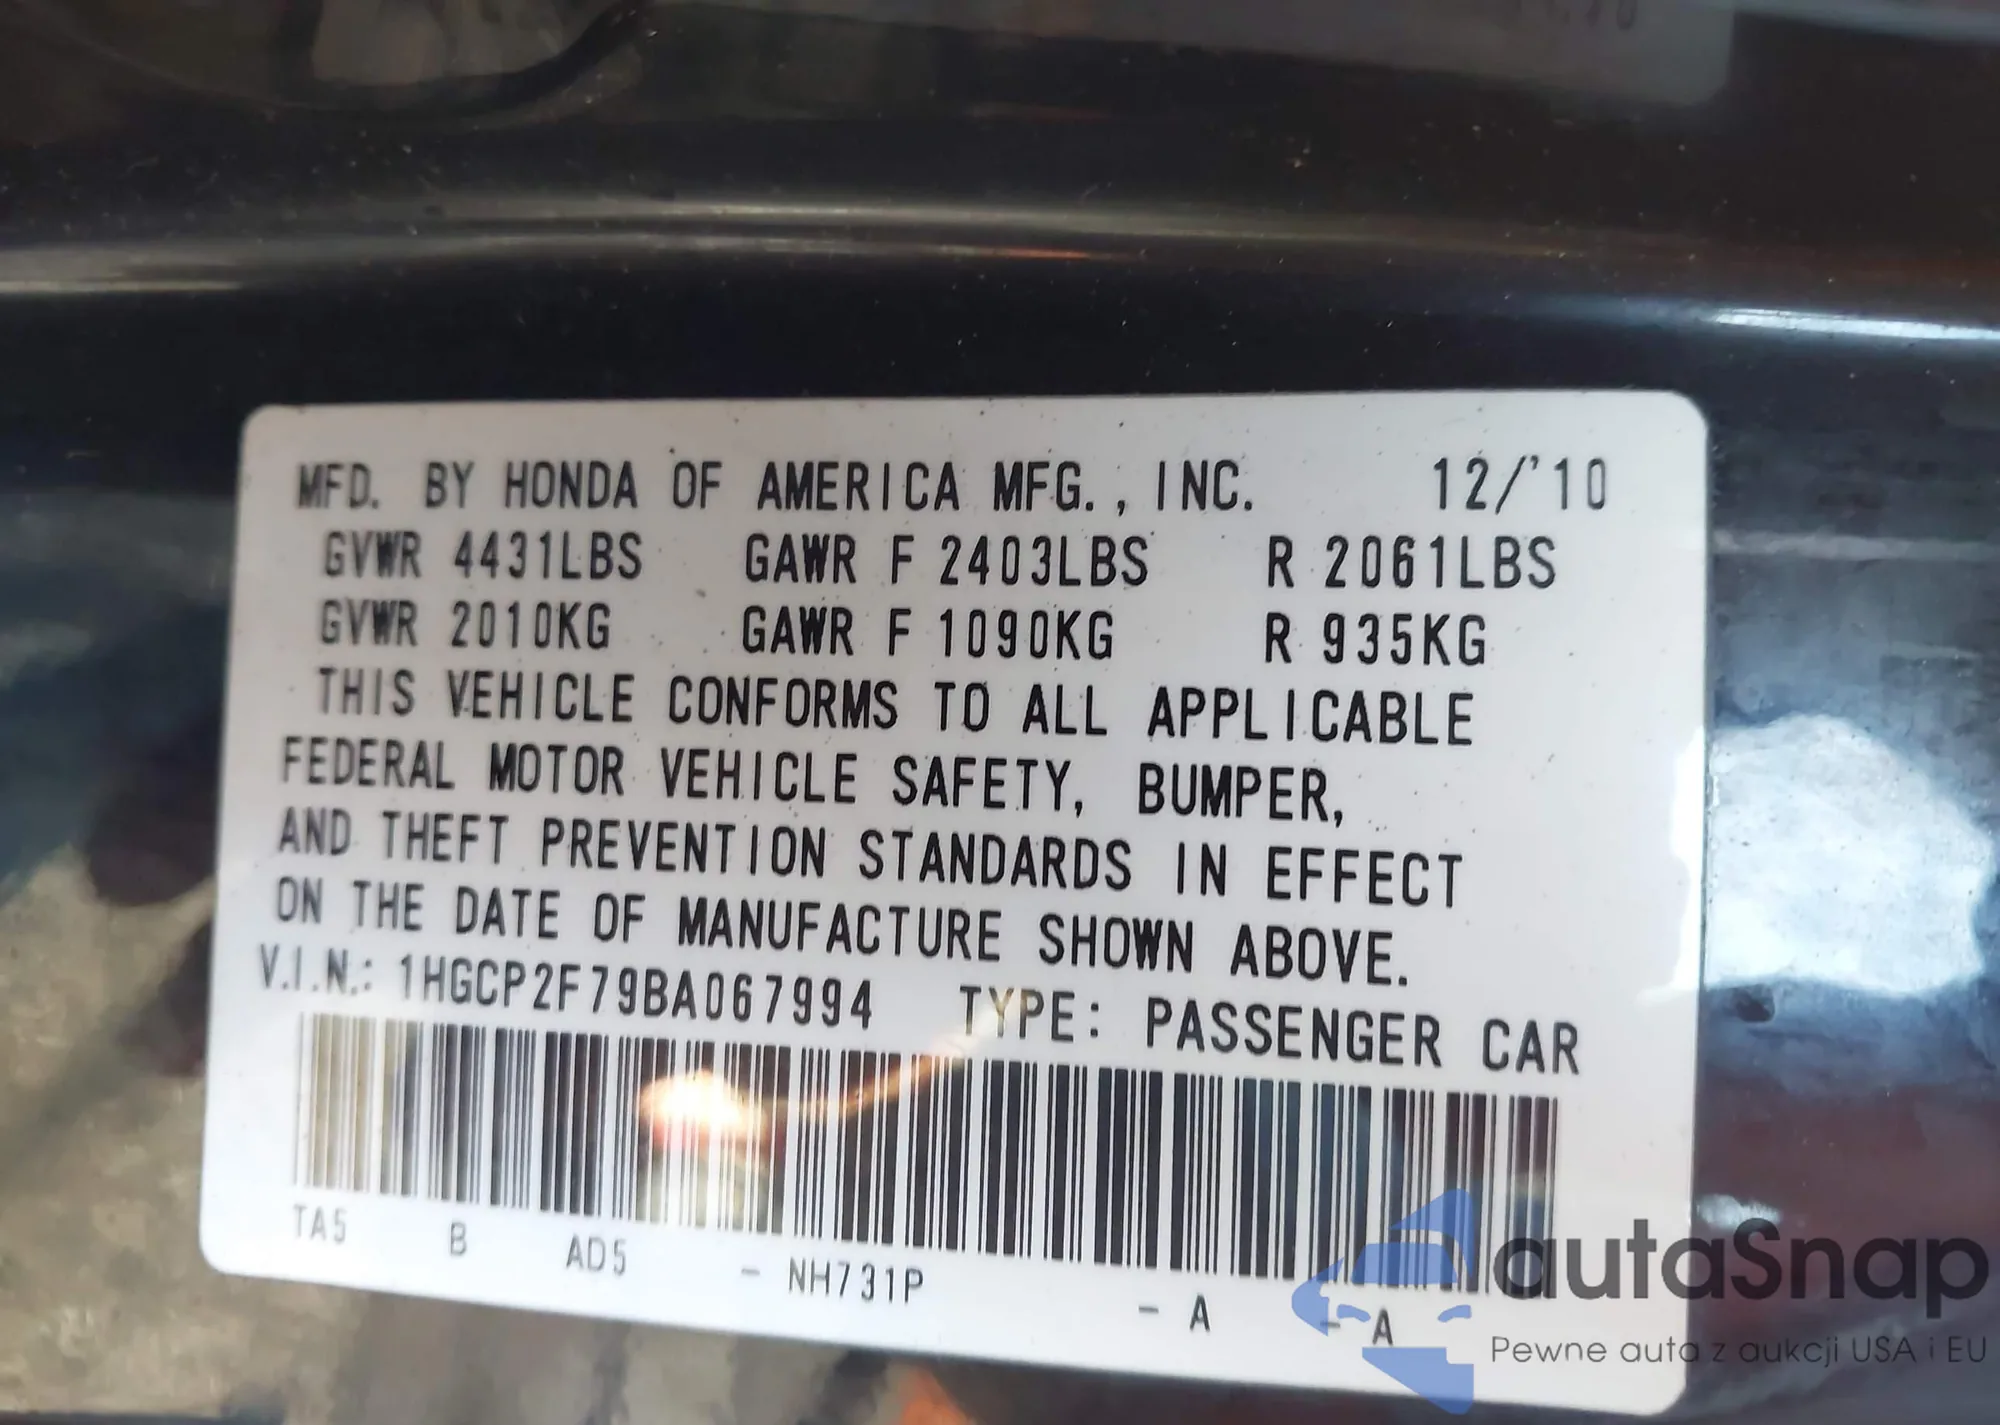 MFD. BY HONDA OF AMERICA MFG., INC. 12/'10
GVWR 4431LBS GAWR F 2403LBS R 2061LBS
GVWR 2010KG GAWR F 1090KG R 935KG
THIS VEHICLE CONFORMS TO ALL APPLICABLE
FEDERAL MOTOR VEHICLE SAFETY, BUMPER,
AND THEFT PREVENTION STANDARDS IN EFFECT
ON THE DATE OF MANUFACTURE SHOWN ABOVE.
V.I.N.: 1HGCP2F79BA067994 TYPE: PASSENGER CAR
TA5 B AD5 - NH731P - A - A
autaSnap
Pewne auta z aukcji USA i EU